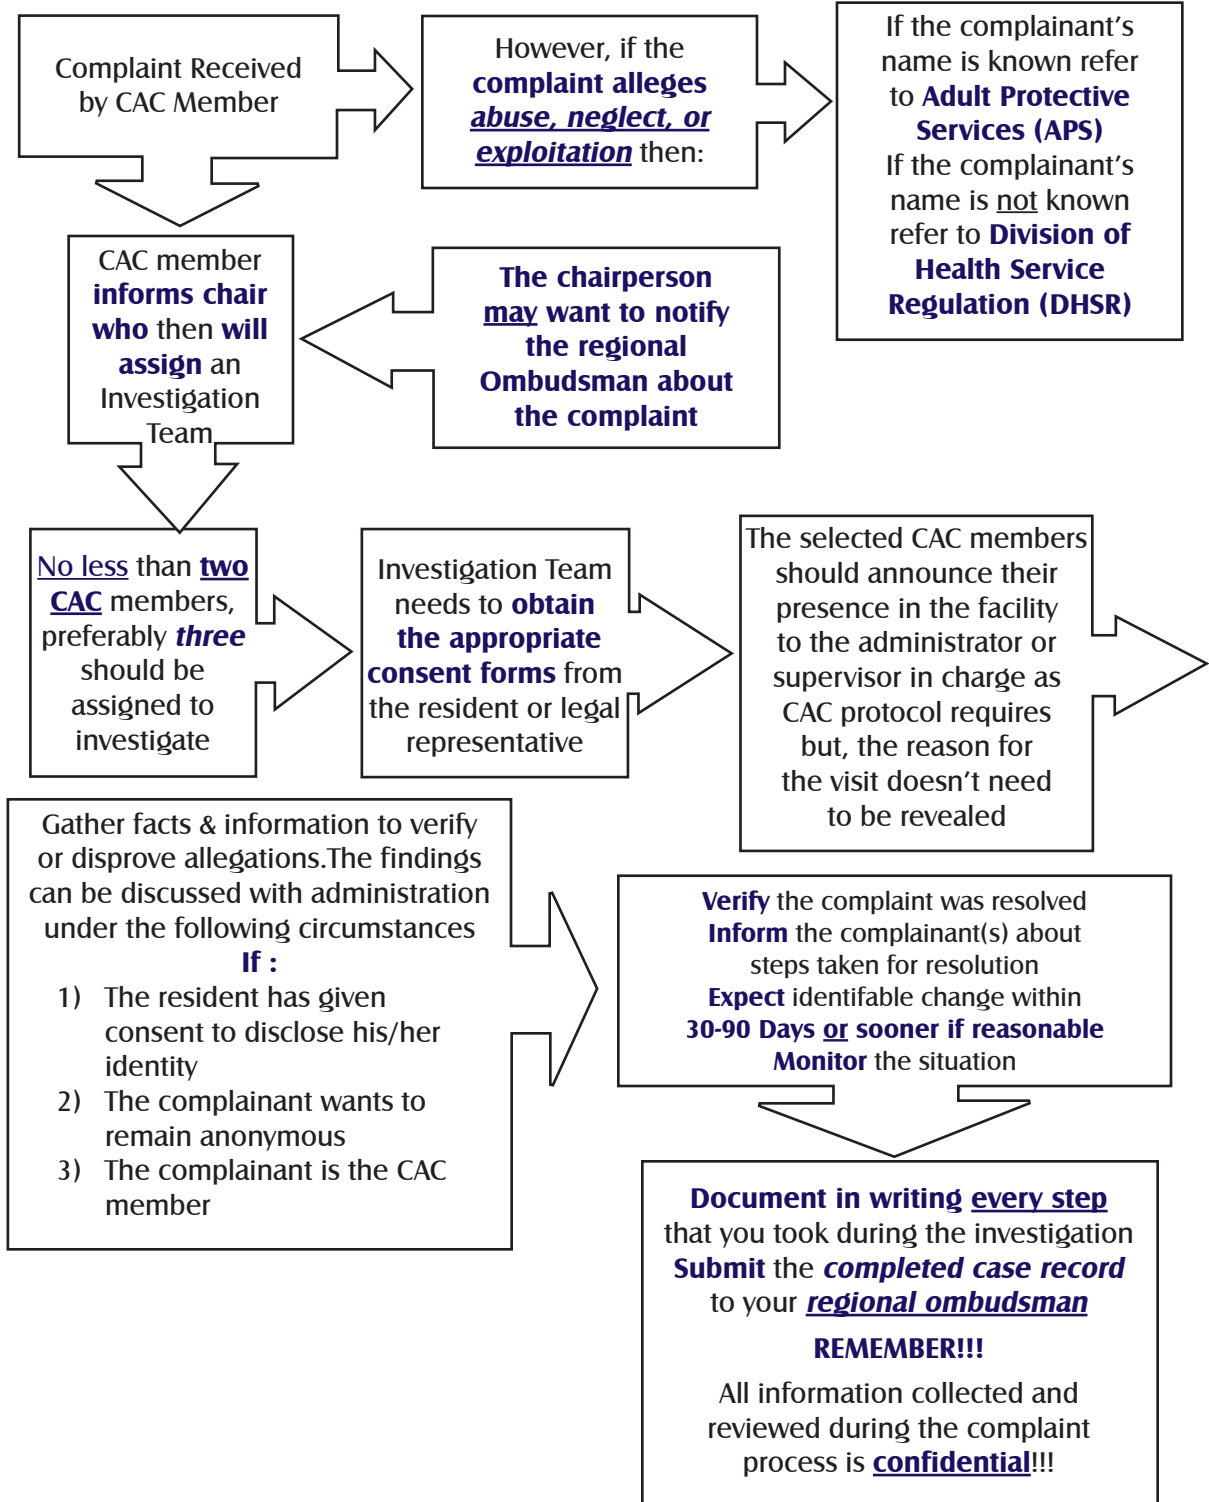 Complaint Received
by CAC Member
However, if the
complaint alleges
abuse, neglect, or
exploitation then:
If the complainant's
name is known refer
to Adult Protective
Services (APS)
If the complainant's
name is not known
refer to Division of
Health Service
Regulation (DHSR)
CAC member
informs chair
who then will
assign an
Investigation
Team
The chairperson
may want to notify
the regional
Ombudsman about
the complaint
No less than two
CAC members,
preferably three
should be
assigned to
investigate
Investigation Team
needs to obtain
the appropriate
consent forms from
the resident or legal
representative
The selected CAC members
should announce their
presence in the facility
to the administrator or
supervisor in charge as
CAC protocol requires
but, the reason for
the visit doesn't need
to be revealed
Gather facts & information to verify
or disprove allegations.The findings
can be discussed with administration
under the following circumstances
If :
1) The resident has given
consent to disclose his/her
identity
2) The complainant wants to
remain anonymous
3) The complainant is the CAC
member
Verify the complaint was resolved
Inform the complainant(s) about
steps taken for resolution
Expect identifable change within
30-90 Days or sooner if reasonable
Monitor the situation
Document in writing every step
that you took during the investigation
Submit the completed case record
to your regional ombudsman
REMEMBER!!!
All information collected and
reviewed during the complaint
process is confidential!!!